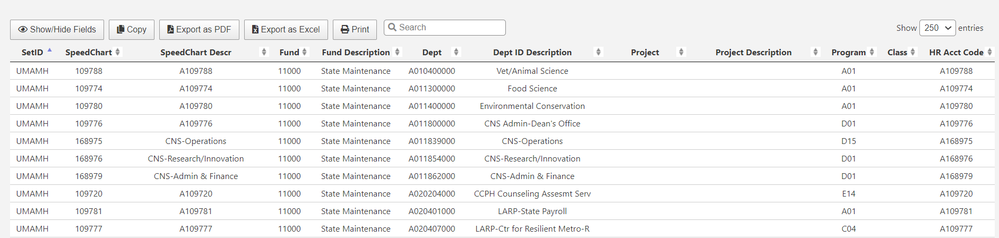 Show/Hide Fields Copy Export as PDF Export as Excel Print Search Show 250 entries
SetID SpeedChart SpeedChart Descr Fund Fund Description Dept Dept ID Description Project Project Description Program Class HR Acct Code
UMAMH 109788 A109788 11000 State Maintenance A010400000 Vet/Animal Science A01 A109788
UMAMH 109774 A109774 11000 State Maintenance A011300000 Food Science A01 A109774
UMAMH 109780 A109780 11000 State Maintenance A011400000 Environmental Conservation A01 A109780
UMAMH 109776 A109776 11000 State Maintenance A011800000 CNS Admin-Dean's Office D01 A109776
UMAMH 168975 CNS-Operations 11000 State Maintenance A011839000 CNS-Operations D15 A168975
UMAMH 168976 CNS-Research/Innovation 11000 State Maintenance A011854000 CNS-Research/Innovation D01 A168976
UMAMH 168979 CNS-Admin & Finance 11000 State Maintenance A011862000 CNS-Admin & Finance D01 A168979
UMAMH 109720 A109720 11000 State Maintenance A020204000 CCPH Counseling Assesmt Serv E14 A109720
UMAMH 109781 A109781 11000 State Maintenance A020401000 LARP-State Payroll A01 A109781
UMAMH 109777 A109777 11000 State Maintenance A020407000 LARP-Ctr for Resilient Metro-R C04 A109777